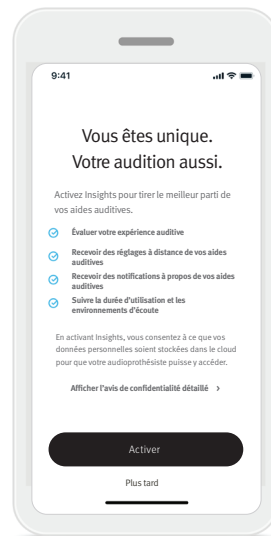 9:41
Vous êtes unique.
Votre audition aussi.
Activez Insights pour tirer le meilleur parti de
vos aides auditives.
Évaluer votre expérience auditive
Recevoir des réglages à distance de vos aides
auditives
Recevoir des notifications à propos de vos aides
auditives
Suivre la durée d'utilisation et les
environnements d'écoute
En activant Insights, vous consentez à ce que vos
données personnelles soient stockées dans le cloud
pour que votre audioprothésiste puisse y accéder.
Afficher l'avis de confidentialité détaillé >
Activer
Plus tard